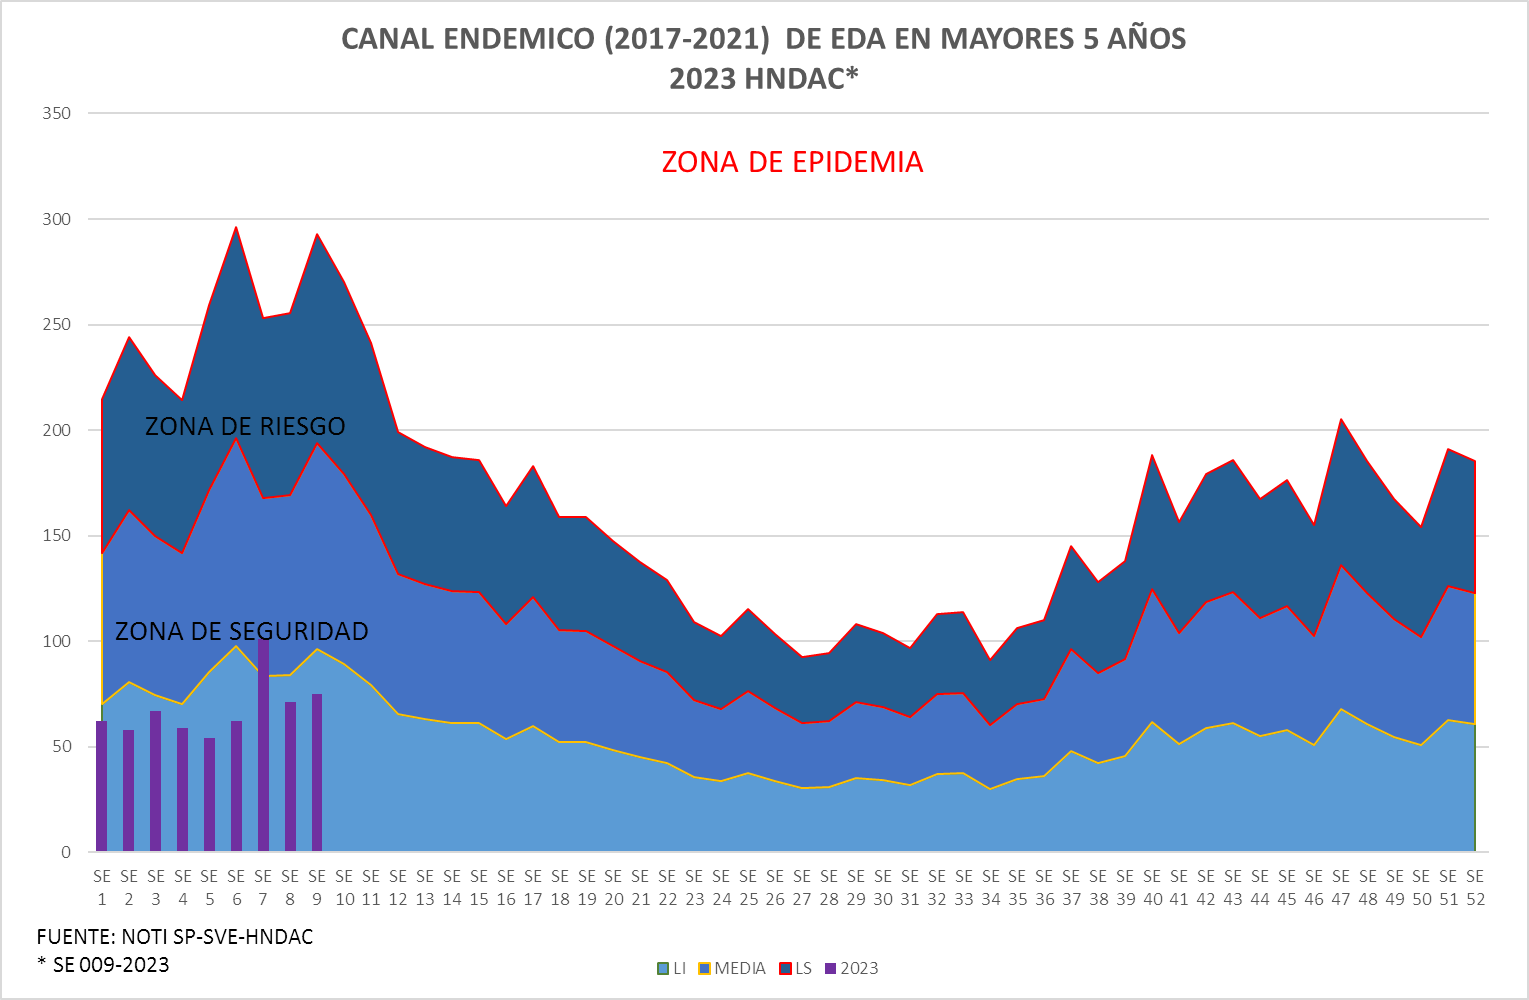 CANAL ENDEMICO (2017-2021) DE EDA EN MAYORES 5 AÑOS
2023 HNDAC*
350
ZONA DE EPIDEMIA
300
250
200
ZONA DE RIESGO
150
100
ZONA DE SEGURIDAD
50
0
SE SE SE SE SE SE SE SE SE SE SE SE SE SE SE SE SE SE SE SE SE SE SE SE SE SE SE SE SE SE SE SE SE SE SE SE SE SE SE SE SE SE SE SE SE SE SE SE SE SE SE SE
1 2 3 4 5 6 7 8 9 10 11 12 13 14 15 16 17 18 19 20 21 22 23 24 25 26 27 28 29 30 31 32 33 34 35 36 37 38 39 40 41 42 43 44 45 46 47 48 49 50 51 52
FUENTE: NOTI SP-SVE-HNDAC
* SE 009-2023
LI MEDIA LS 2023